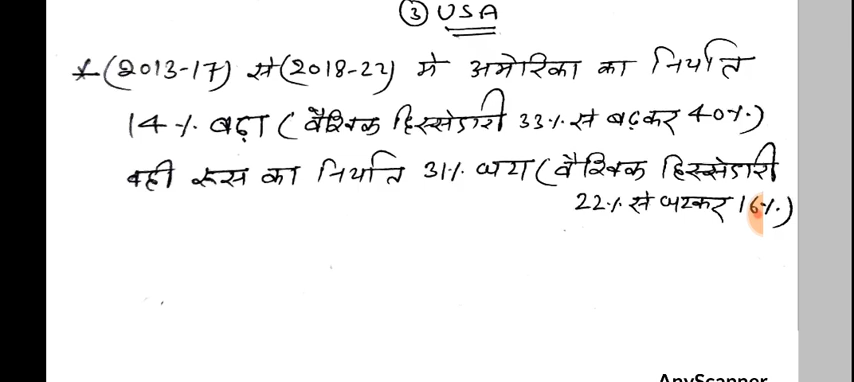 ③ USA
* (2013-17) से (2018-22) मे अमेरिका का निर्यात
14% बढ़ा (वैश्विक हिस्सेदारी 33% से बढ़कर 40%)
वही रूस का निर्यात 31% घटा (वैश्विक हिस्सेदारी
22% से घटकर 16%)
AnyScanner